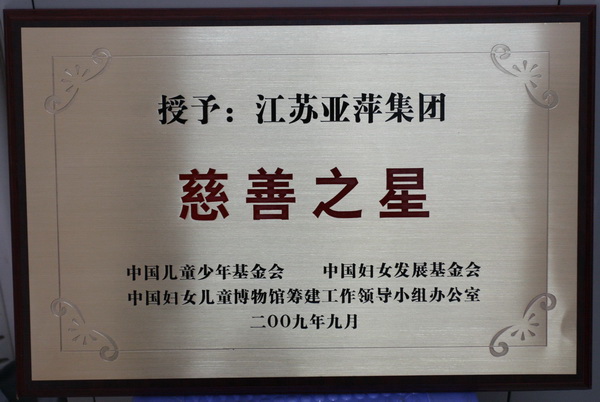 授予：江苏亚萍集团
慈善之星
中国儿童少年基金会 中国妇女发展基金会
中国妇女儿童博物馆筹建工作领导小组办公室
二00九年九月